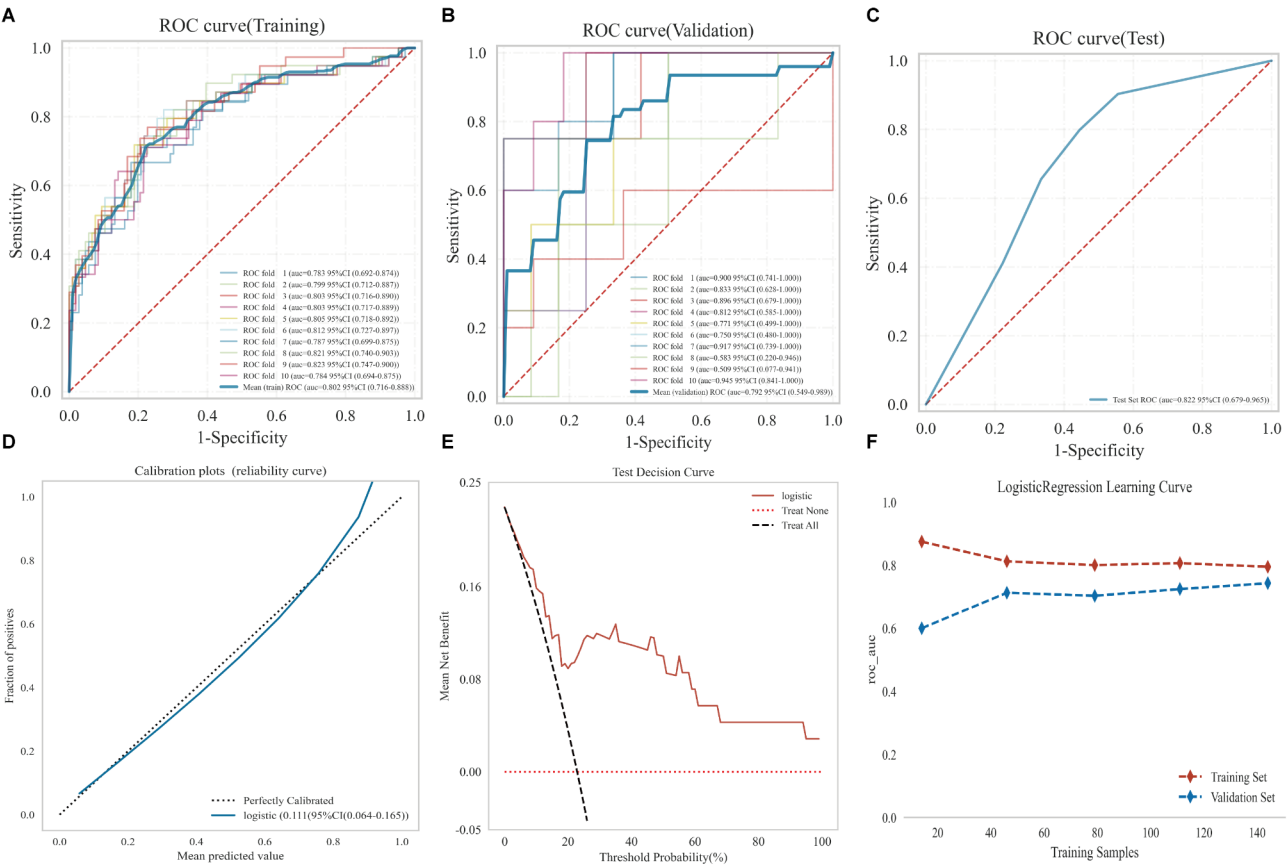 A
ROC curve(Training)
Sensitivity
1.0
0.8
0.6
0.4
0.2
0.0
ROC fold 1 (auc=0.783 95%CI (0.692-0.874))
ROC fold 2 (auc=0.799 95%CI (0.712-0.887))
ROC fold 3 (auc=0.803 95%CI (0.716-0.890))
ROC fold 4 (auc=0.803 95%CI (0.717-0.889))
ROC fold 5 (auc=0.805 95%CI (0.718-0.892))
ROC fold 6 (auc=0.812 95%CI (0.727-0.897))
ROC fold 7 (auc=0.787 95%CI (0.699-0.875))
ROC fold 8 (auc=0.821 95%CI (0.740-0.903))
ROC fold 9 (auc=0.823 95%CI (0.747-0.900))
ROC fold 10 (auc=0.784 95%CI (0.694-0.875))
Mean (train) ROC (auc=0.802 95%CI (0.716-0.888))
0.0 0.2 0.4 0.6 0.8 1.0
1-Specificity
B
ROC curve(Validation)
Sensitivity
1.0
0.8
0.6
0.4
0.2
0.0
ROC fold 1 (auc=0.900 95%CI (0.741-1.000))
ROC fold 2 (auc=0.833 95%CI (0.628-1.000))
ROC fold 3 (auc=0.896 95%CI (0.679-1.000))
ROC fold 4 (auc=0.812 95%CI (0.585-1.000))
ROC fold 5 (auc=0.771 95%CI (0.499-1.000))
ROC fold 6 (auc=0.750 95%CI (0.480-1.000))
ROC fold 7 (auc=0.917 95%CI (0.739-1.000))
ROC fold 8 (auc=0.583 95%CI (0.220-0.946))
ROC fold 9 (auc=0.509 95%CI (0.077-0.941))
ROC fold 10 (auc=0.945 95%CI (0.841-1.000))
Mean (validation) ROC (auc=0.792 95%CI (0.549-0.989))
0.0 0.2 0.4 0.6 0.8 1.0
1-Specificity
C
ROC curve(Test)
Sensitivity
1.0
0.8
0.6
0.4
0.2
0.0
Test Set ROC (auc=0.822 95%CI (0.679-0.965))
0.0 0.2 0.4 0.6 0.8 1.0
1-Specificity
D
Calibration plots (reliability curve)
Fraction of positives
1.0
0.8
0.6
0.4
0.2
0.0
Perfectly Calibrated
logistic (0.111(95%CI(0.064-0.165))
0.0 0.2 0.4 0.6 0.8 1.0
Mean predicted value
E
Test Decision Curve
Mean Net Benefit
0.25
0.16
0.08
0.00
-0.05
logistic
Treat None
Treat All
0 20 40 60 80 100
Threshold Probability(%)
F
LogisticRegression Learning Curve
roc_auc
1.0
0.8
0.6
0.4
0.2
0.0
Training Set
Validation Set
20 40 60 80 100 120 140
Training Samples